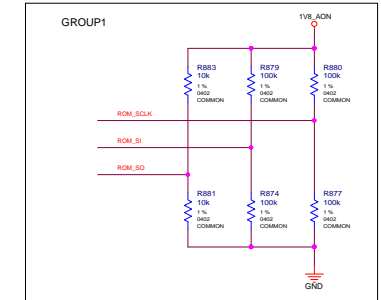 GROUP1
1V8_AON
R883
10k
1 %
0402
COMMON
R879
100k
1 %
0402
COMMON
R880
100k
1 %
0402
COMMON
ROM_SCLK
ROM_SI
ROM_SO
R881
10k
1 %
0402
COMMON
R874
100k
1 %
0402
COMMON
R877
100k
1 %
0402
COMMON
GND